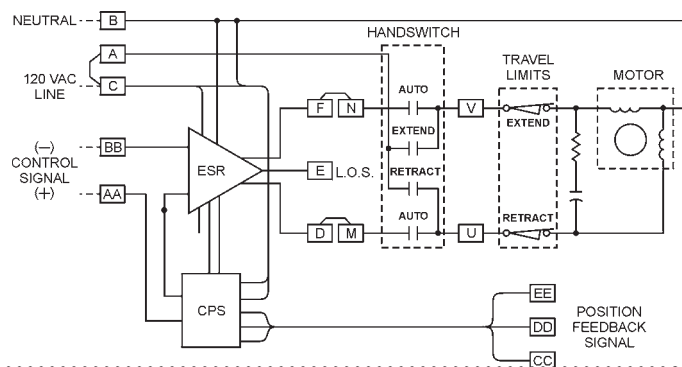 NEUTRAL B
HANDSWITCH
A
120 VAC
LINE
C
TRAVEL
LIMITS
MOTOR
AUTO
F N
V
EXTEND
EXTEND
(−)
CONTROL
SIGNAL
(+)
BB
AA
ESR
E L.O.S.
RETRACT
AUTO
D M
U
RETRACT
CPS
EE
DD
CC
POSITION
FEEDBACK
SIGNAL